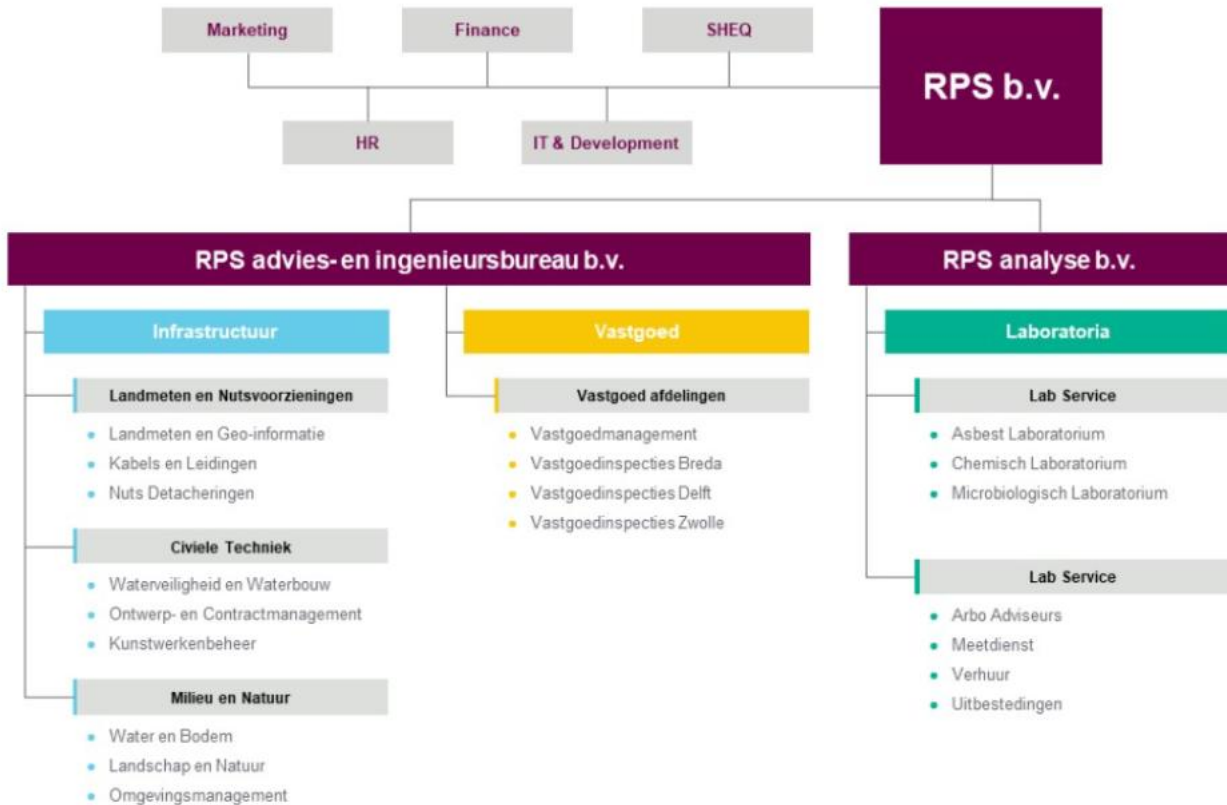 Marketing
Finance
SHEQ
RPS b.v.
HR
IT & Development
RPS advies- en ingenieursbureau b.v.
RPS analyse b.v.
Infrastructuur
Vastgoed
Laboratoria
Landmeten en Nutsvoorzieningen
Landmeten en Geo-informatie
Kabels en Leidingen
Nuts Detacheringen
Civiele Techniek
Waterveiligheid en Waterbouw
Ontwerp- en Contractmanagement
Kunstwerkenbeheer
Milieu en Natuur
Water en Bodem
Landschap en Natuur
Omgevingsmanagement
Vastgoed afdelingen
Vastgoedmanagement
Vastgoedinspecties Breda
Vastgoedinspecties Delft
Vastgoedinspecties Zwolle
Lab Service
Asbest Laboratorium
Chemisch Laboratorium
Microbiologisch Laboratorium
Lab Service
Arbo Adviseurs
Meetdienst
Verhuur
Uitbestedingen